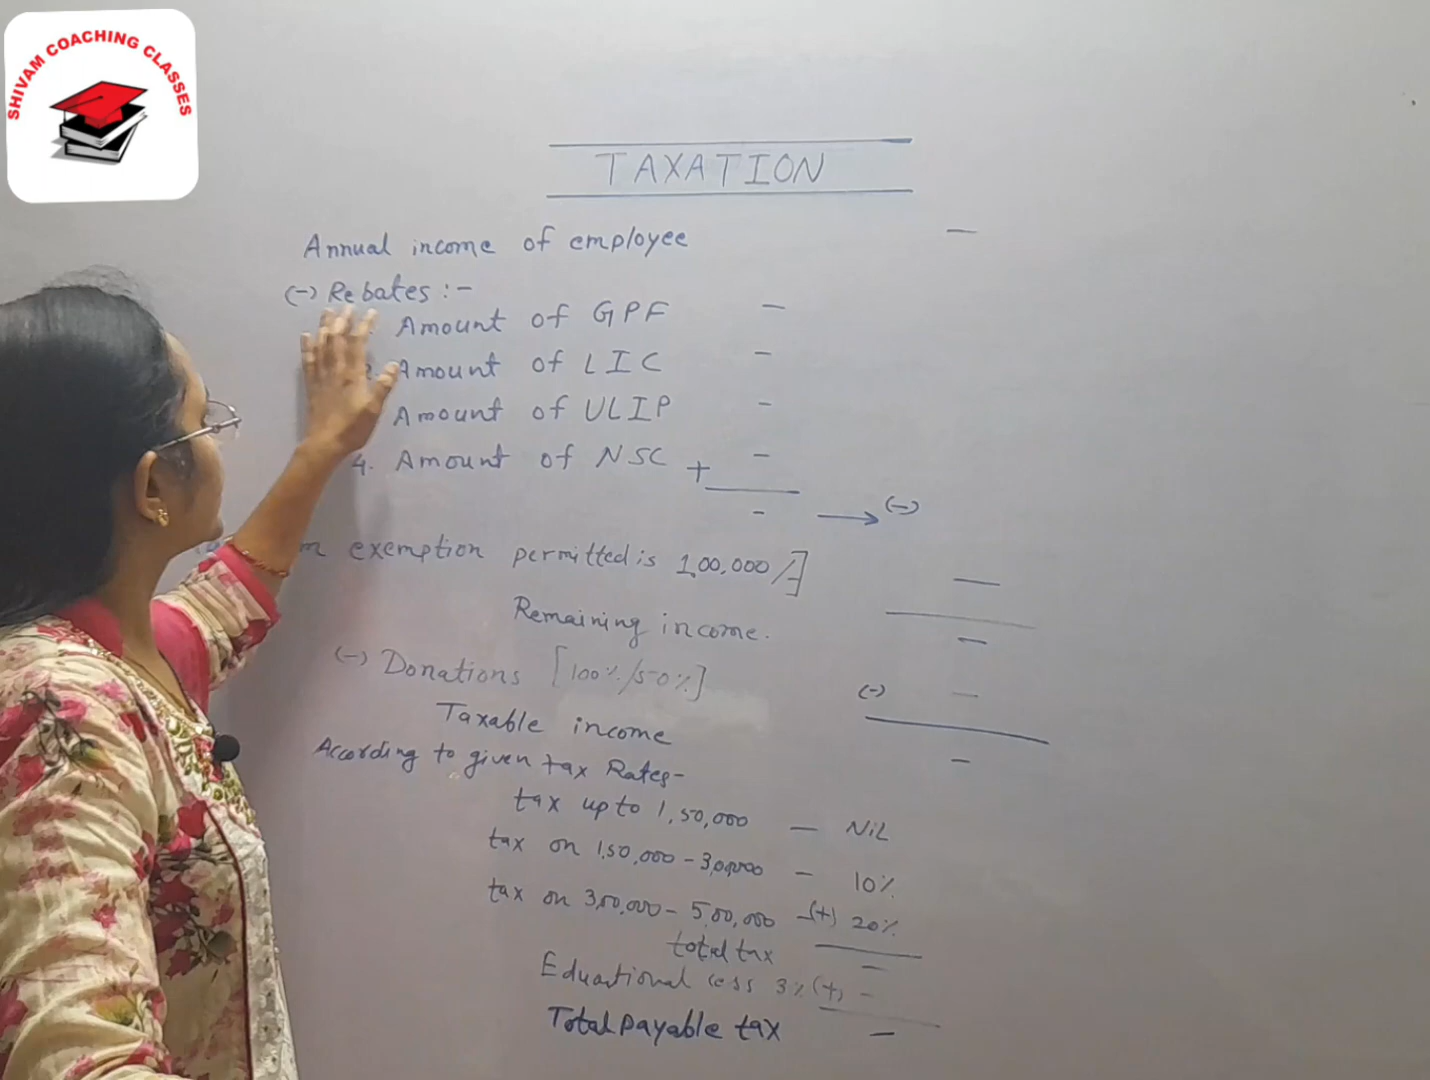 SHIVAM COACHING CLASSES
TAXATION
Annual income of employee —
(-) Rebates :-
Amount of GPF —
Amount of LIC -
Amount of ULIP -
4. Amount of NSC + -
- → (-)
exemption permitted is 1,00,000/-] —
Remaining income. -
(-) Donations [100%/50%] (-) -
Taxable income -
According to given tax Rates-
tax up to 1,50,000 — NiL
tax on 1,50,000 - 3,00,000 - 10%
tax on 3,00,000 - 5,00,000 -(+) 20%
total tax -
Eduactional cess 3% (+) -
Total payable tax —